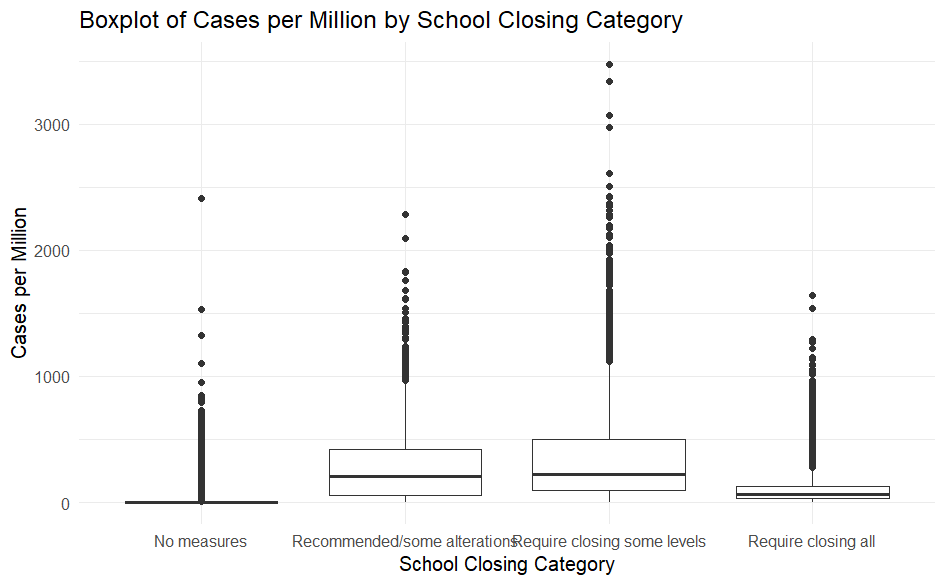 Boxplot of Cases per Million by School Closing Category
Cases per Million
3000
2000
1000
0
No measures
Recommended/some alterations
Require closing some levels
Require closing all
School Closing Category